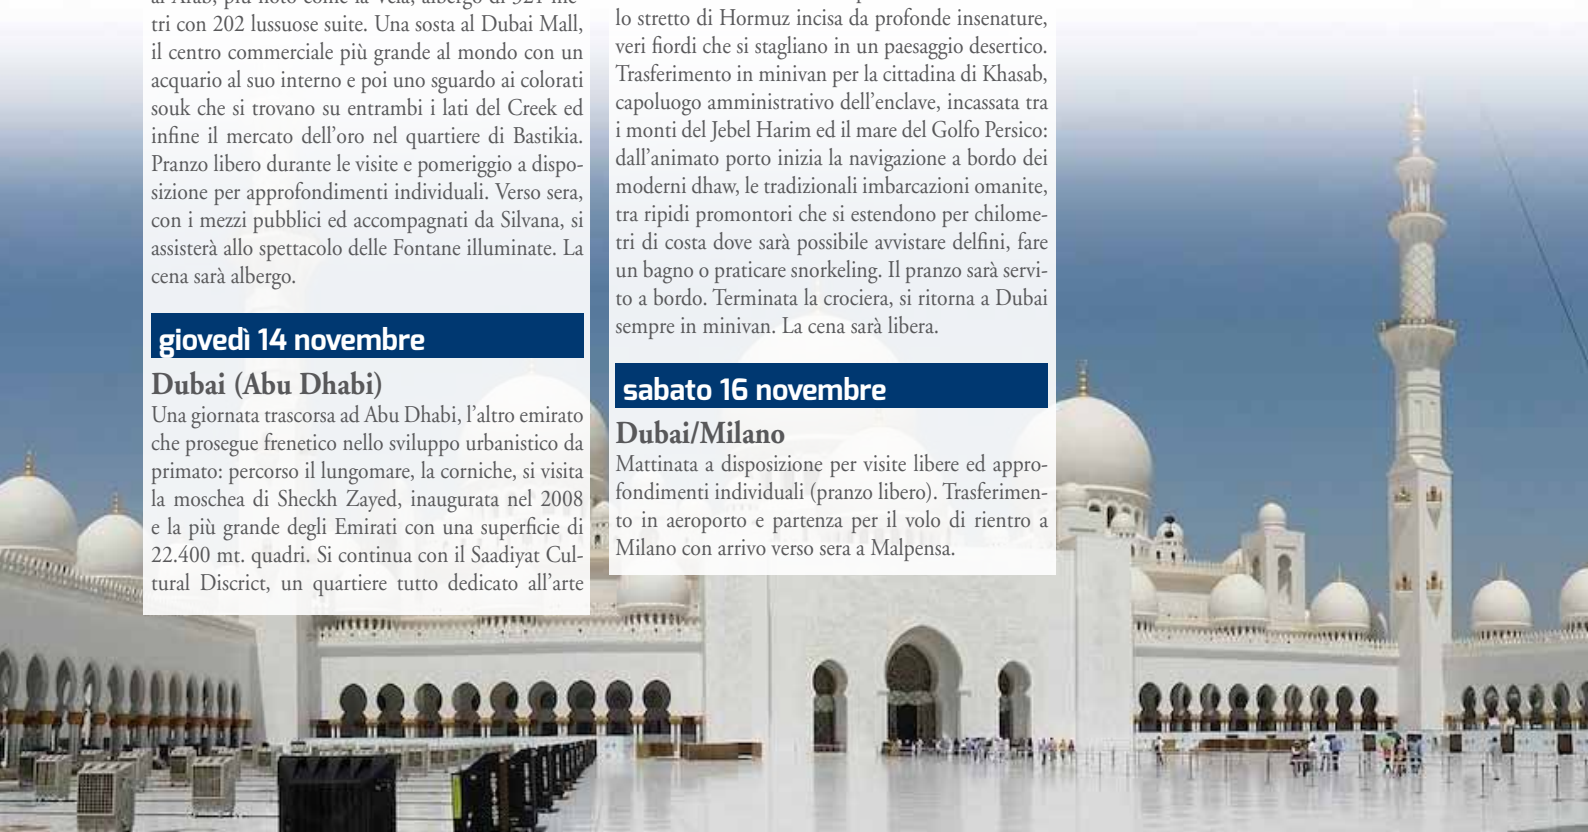 tri con 202 lussuose suite. Una sosta al Dubai Mall,
il centro commerciale più grande al mondo con un
acquario al suo interno e poi uno sguardo ai colorati
souk che si trovano su entrambi i lati del Creek ed
infine il mercato dell'oro nel quartiere di Bastikia.
Pranzo libero durante le visite e pomeriggio a dispo-
sizione per approfondimenti individuali. Verso sera,
con i mezzi pubblici ed accompagnati da Silvana, si
assisterà allo spettacolo delle Fontane illuminate. La
cena sarà albergo.
giovedì 14 novembre
Dubai (Abu Dhabi)
Una giornata trascorsa ad Abu Dhabi, l'altro emirato
che prosegue frenetico nello sviluppo urbanistico da
primato: percorso il lungomare, la corniche, si visita
la moschea di Sheckh Zayed, inaugurata nel 2008
e la più grande degli Emirati con una superficie di
22.400 mt. quadri. Si continua con il Saadiyat Cul-
tural Discrict, un quartiere tutto dedicato all'arte
lo stretto di Hormuz incisa da profonde insenature,
veri fiordi che si stagliano in un paesaggio desertico.
Trasferimento in minivan per la cittadina di Khasab,
capoluogo amministrativo dell'enclave, incassata tra
i monti del Jebel Harim ed il mare del Golfo Persico:
dall'animato porto inizia la navigazione a bordo dei
moderni dhaw, le tradizionali imbarcazioni omanite,
tra ripidi promontori che si estendono per chilome-
tri di costa dove sarà possibile avvistare delfini, fare
un bagno o praticare snorkeling. Il pranzo sarà servi-
to a bordo. Terminata la crociera, si ritorna a Dubai
sempre in minivan. La cena sarà libera.
sabato 16 novembre
Dubai/Milano
Mattinata a disposizione per visite libere ed appro-
fondimenti individuali (pranzo libero). Trasferimen-
to in aeroporto e partenza per il volo di rientro a
Milano con arrivo verso sera a Malpensa.